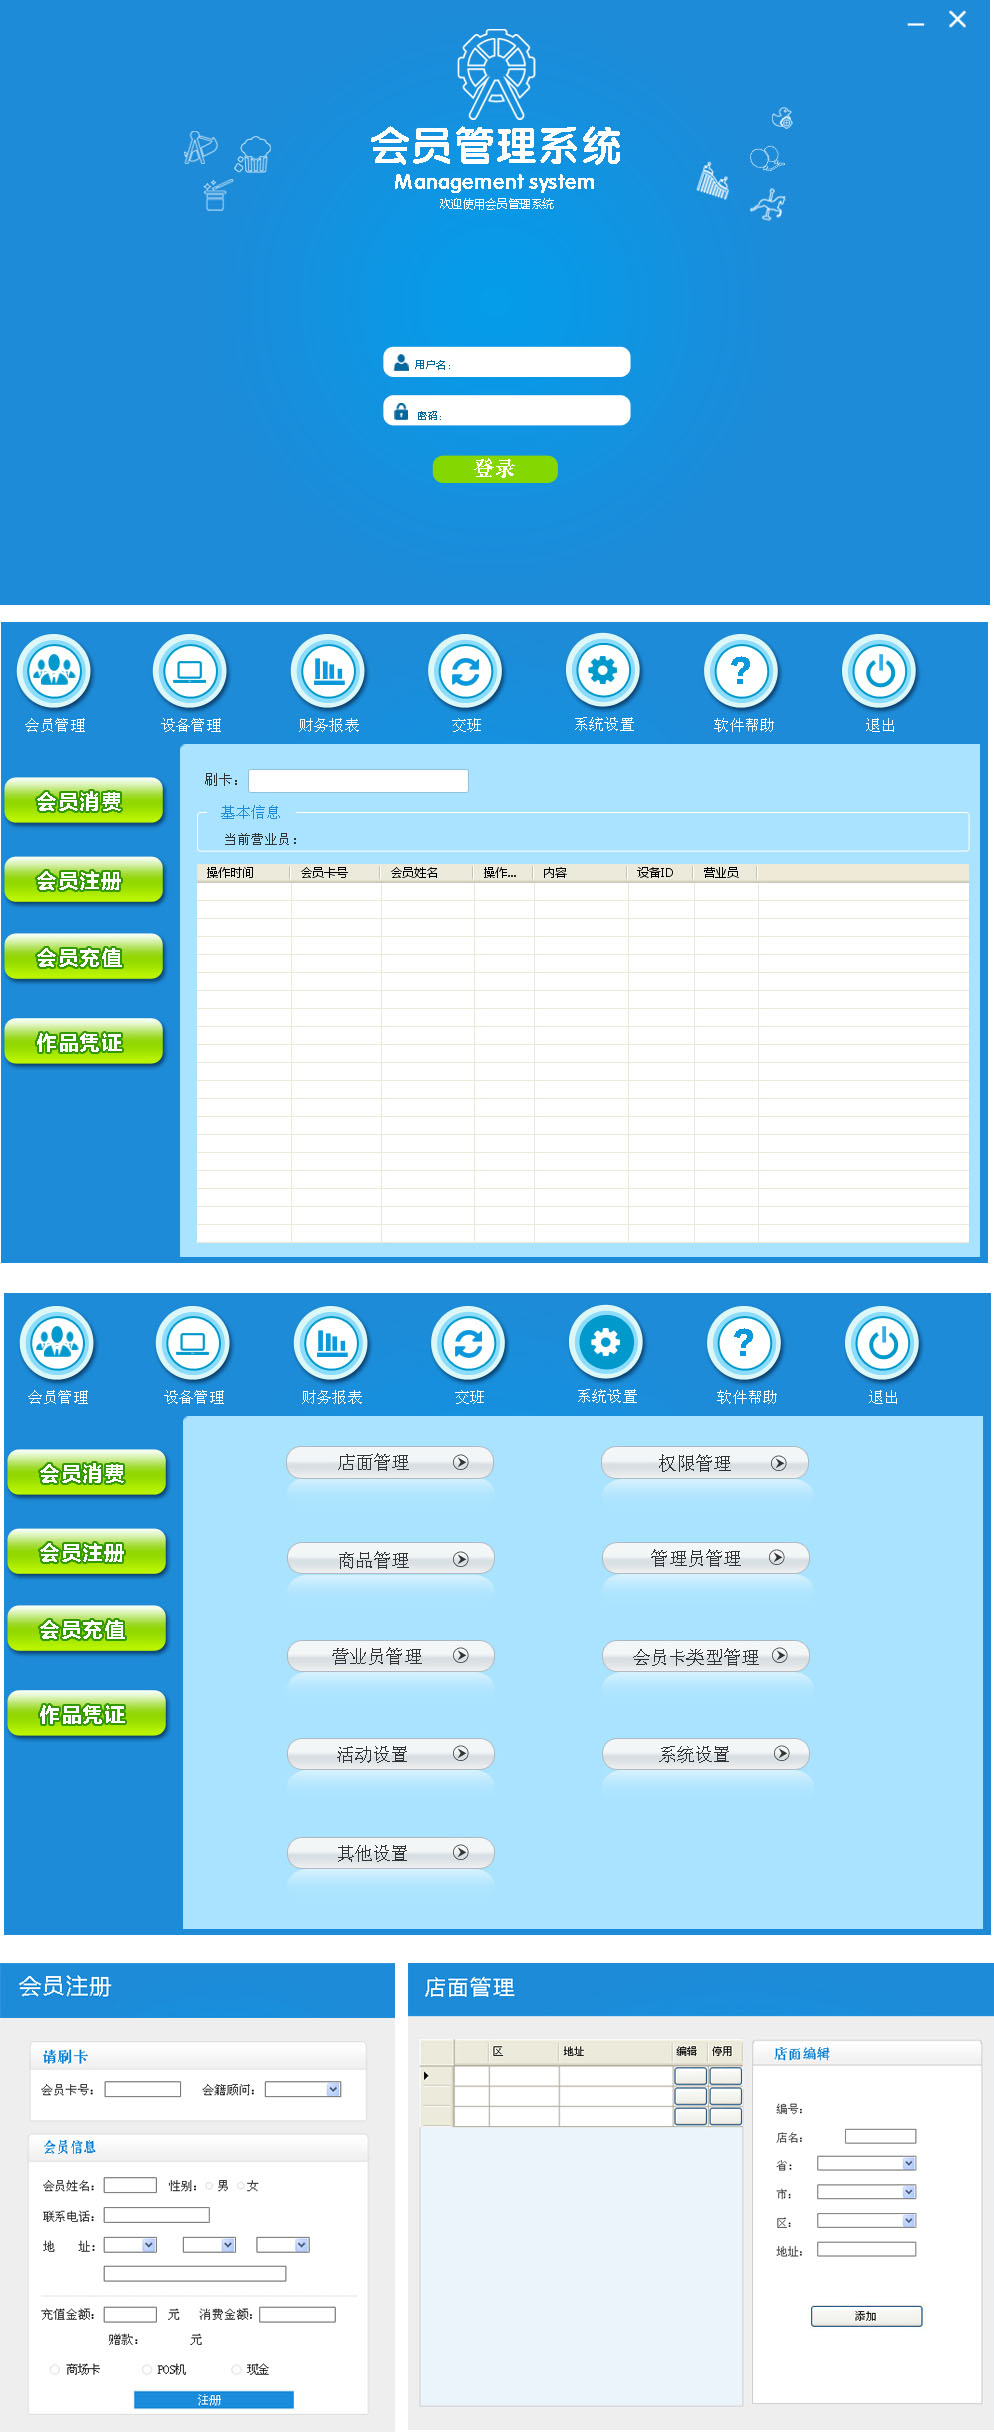 会员管理系统
Management system
欢迎使用会员管理系统
用户名：
密码：
登录
会员管理 设备管理 财务报表 交班 系统设置 软件帮助 退出
会员消费
会员注册
会员充值
作品凭证
刷卡：
基本信息
当前营业员：
操作时间 会员卡号 会员姓名 操作... 内容 设备ID 营业员
会员管理 设备管理 财务报表 交班 系统设置 软件帮助 退出
会员消费
会员注册
会员充值
作品凭证
店面管理 权限管理
商品管理 管理员管理
营业员管理 会员卡类型管理
活动设置 系统设置
其他设置
会员注册
请刷卡
会员卡号： 会籍顾问：
会员信息
会员姓名： 性别： 男 女
联系电话：
地 址：
充值金额： 元 消费金额：
赠款： 元
商场卡 POS机 现金
注册
店面管理
区 地址 编辑 停用
店面编辑
编号：
店名：
省：
市：
区：
地址：
添加